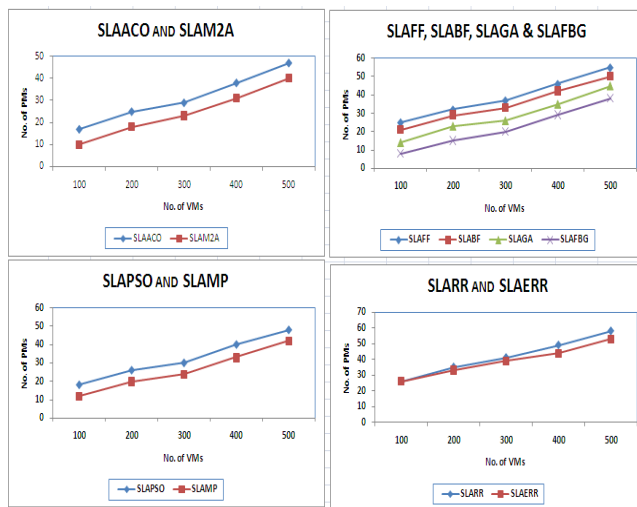 SLAACO AND SLAM2A
No. of PMs
50
40
30
20
10
0
100 200 300 400 500
No. of VMs
SLAACO SLAM2A
SLAFF, SLABF, SLAGA & SLAFBG
No. of PMs
60
50
40
30
20
10
0
100 200 300 400 500
No. of VMs
SLAFF SLABF SLAGA SLAFBG
SLAPSO AND SLAMP
No. of PMs
60
50
40
30
20
10
0
100 200 300 400 500
No. of VMs
SLAPSO SLAMP
SLARR AND SLAERR
No. of PMs
70
60
50
40
30
20
10
0
100 200 300 400 500
No. of VMs
SLARR SLAERR